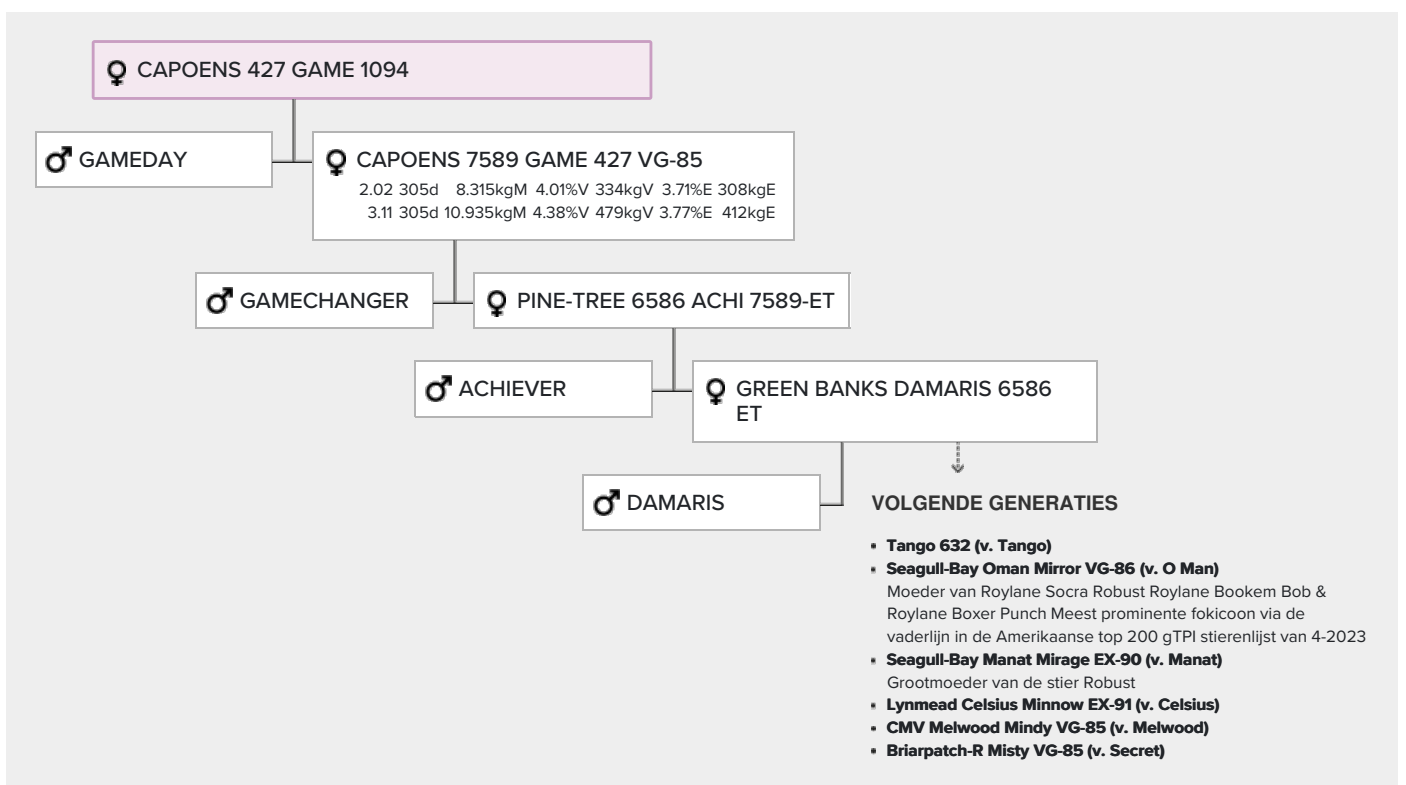 CAPOENS 427 GAME 1094
GAMEDAY
CAPOENS 7589 GAME 427 VG-85
2.02 305d 8.315kgM 4.01%V 334kgV 3.71%E 308kgE
3.11 305d 10.935kgM 4.38%V 479kgV 3.77%E 412kgE
GAMECHANGER
PINE-TREE 6586 ACHI 7589-ET
ACHIEVER
GREEN BANKS DAMARIS 6586
ET
DAMARIS
VOLGENDE GENERATIES
Tango 632 (v. Tango)
Seagull-Bay Oman Mirror VG-86 (v. O Man)
Moeder van Roylane Socra Robust Roylane Bookem Bob &
Roylane Boxer Punch Meest prominente fokicoon via de
vaderlijn in de Amerikaanse top 200 gTPI stierenlijst van 4-2023
Seagull-Bay Manat Mirage EX-90 (v. Manat)
Grootmoeder van de stier Robust
Lynmead Celsius Minnow EX-91 (v. Celsius)
CMV Melwood Mindy VG-85 (v. Melwood)
Briarpatch-R Misty VG-85 (v. Secret)